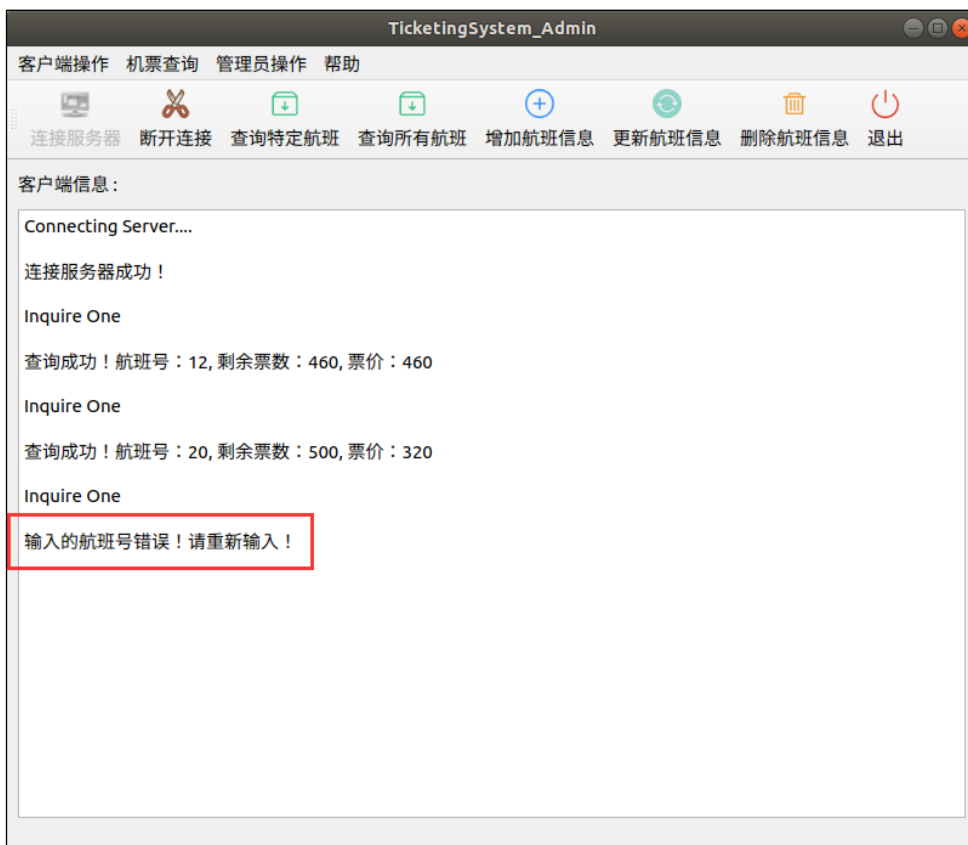 TicketingSystem_Admin
客户端操作 机票查询 管理员操作 帮助
连接服务器 断开连接 查询特定航班 查询所有航班 增加航班信息 更新航班信息 删除航班信息 退出
客户端信息：
Connecting Server....
连接服务器成功！
Inquire One
查询成功！航班号：12, 剩余票数：460, 票价：460
Inquire One
查询成功！航班号：20, 剩余票数：500, 票价：320
Inquire One
输入的航班号错误！请重新输入！